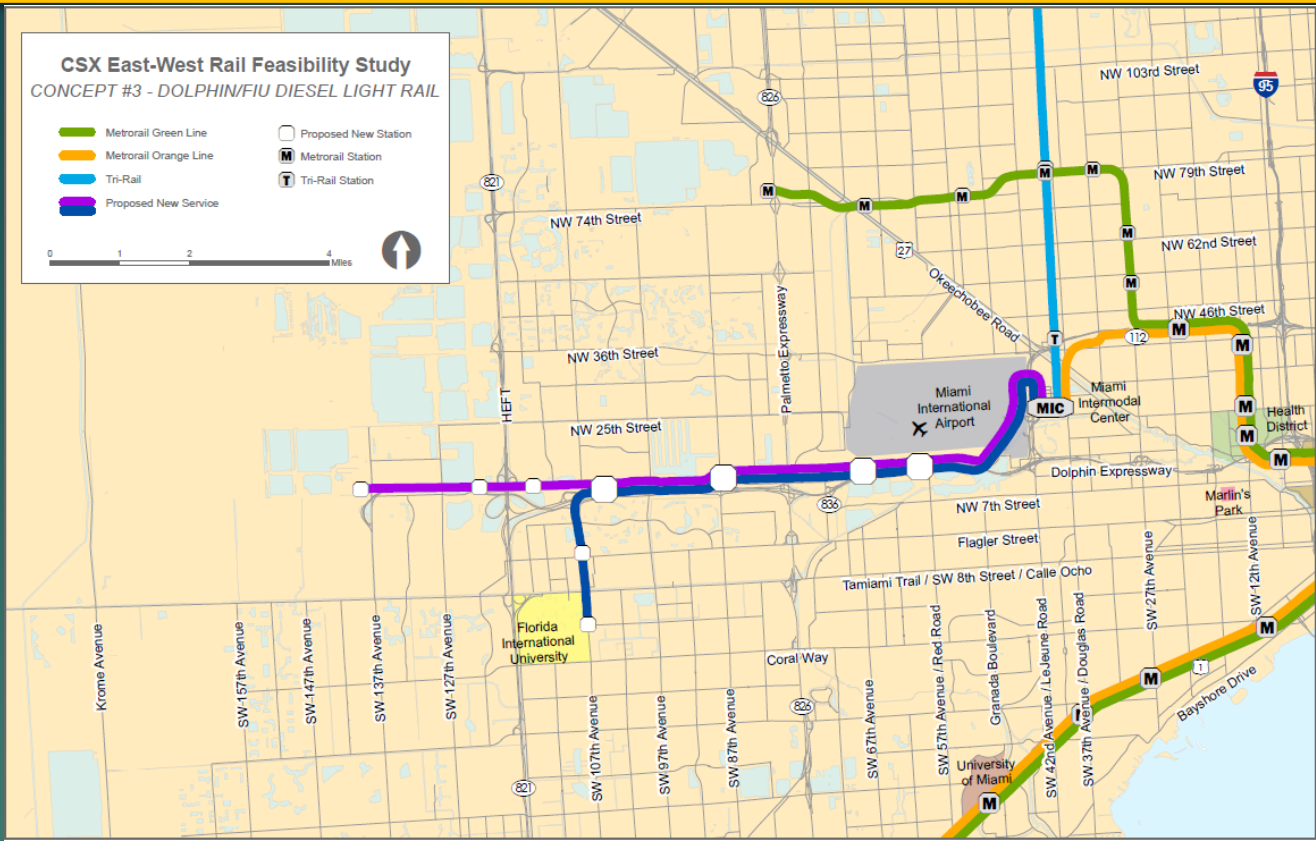 CSX East-West Rail Feasibility Study
CONCEPT #3 - DOLPHIN/FIU DIESEL LIGHT RAIL
Metrorail Green Line
Metrorail Orange Line
Tri-Rail
Proposed New Service
Proposed New Station
M Metrorail Station
T Tri-Rail Station
0 1 2 4
Miles
NW 103rd Street
95
826
821
M
M
M
M
M
NW 79th Street
NW 74th Street
M
NW 62nd Street
27
Okeechobee Road
M
NW 46th Street
M
112
T
M
Palmetto Expressway
NW 36th Street
HEFT
Miami
International
Airport
MIC
Miami
Intermodal
Center
M
Health
District
M
NW 25th Street
M
Dolphin Expressway
836
NW 7th Street
Marlin's
Park
Flagler Street
Tamiami Trail / SW 8th Street / Calle Ocho
Florida
International
University
Coral Way
Krome Avenue
SW 157th Avenue
SW 147th Avenue
SW 137th Avenue
SW 127th Avenue
SW 107th Avenue
SW 97th Avenue
SW 87th Avenue
826
SW 67th Avenue
SW 57th Avenue / Red Road
Granada Boulevard
SW 42nd Avenue / LeJeune Road
SW 37th Avenue / Douglas Road
SW 27th Avenue
SW 12th Avenue
M
M
1
Bayshore Drive
M
University
of Miami
M
821